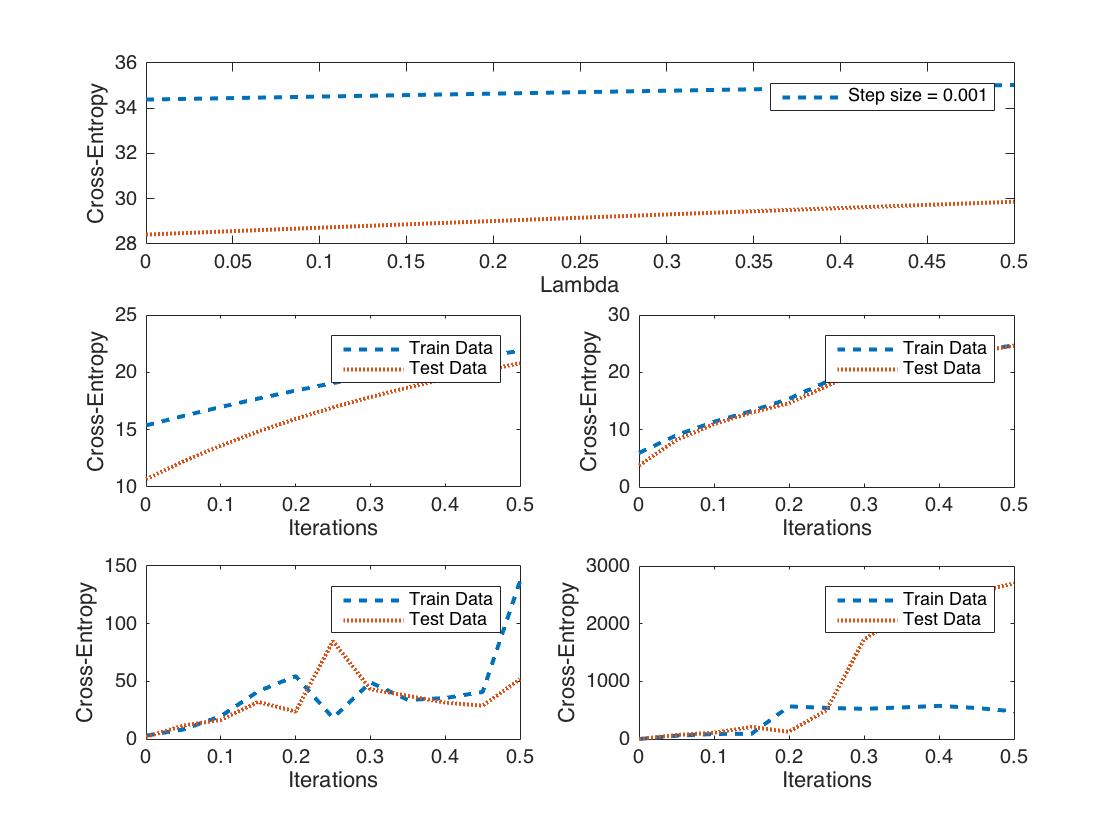 36
34
32
30
28
Cross-Entropy
Step size = 0.001
0 0.05 0.1 0.15 0.2 0.25 0.3 0.35 0.4 0.45 0.5
Lambda
25
20
15
10
Cross-Entropy
Train Data
Test Data
0 0.1 0.2 0.3 0.4 0.5
Iterations
30
20
10
0
Cross-Entropy
Train Data
Test Data
0 0.1 0.2 0.3 0.4 0.5
Iterations
150
100
50
0
Cross-Entropy
Train Data
Test Data
0 0.1 0.2 0.3 0.4 0.5
Iterations
3000
2000
1000
0
Cross-Entropy
Train Data
Test Data
0 0.1 0.2 0.3 0.4 0.5
Iterations